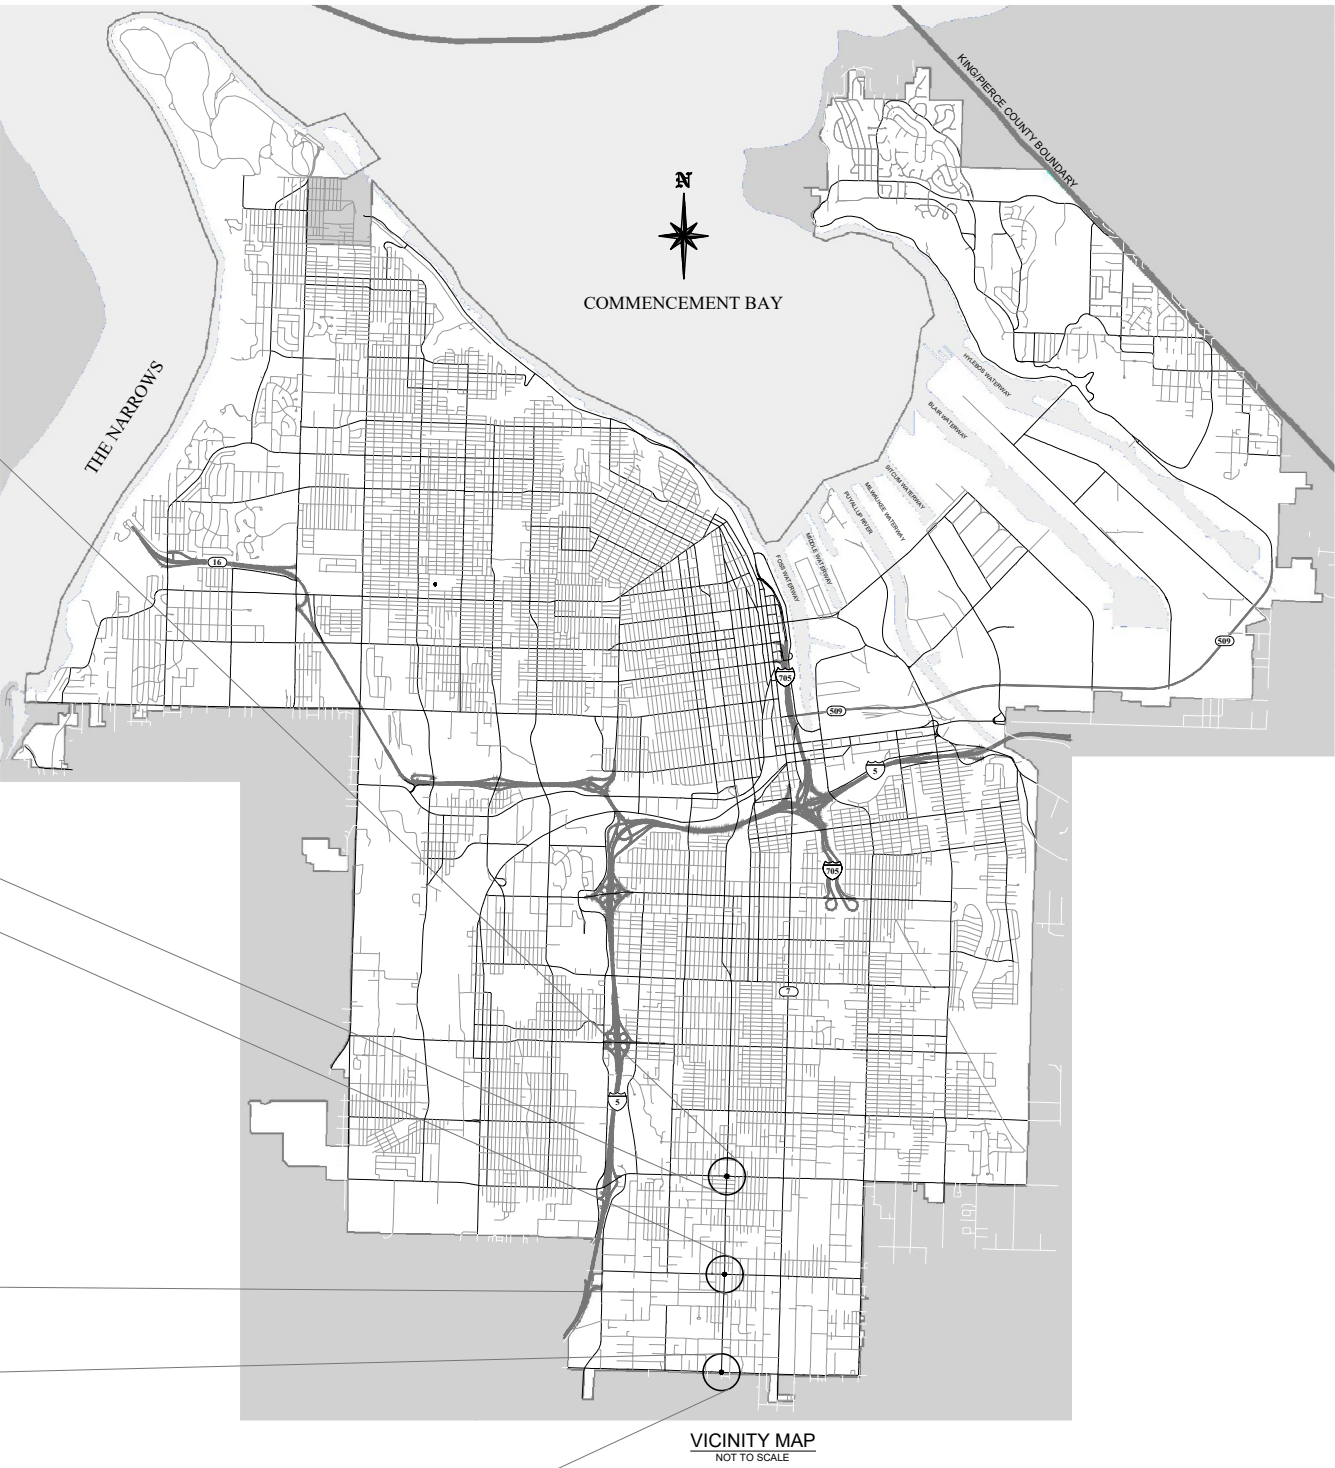 KING/PIERCE COUNTY BOUNDARY
N
COMMENCEMENT BAY
THE NARROWS
HYLEBOS WATERWAY
BLAIR WATERWAY
SITCUM WATERWAY
MILWAUKEE WATERWAY
PUYALLUP RIVER
MIDDLE WATERWAY
FOSS WATERWAY
16
509
705
509
5
705
7
5
VICINITY MAP
NOT TO SCALE